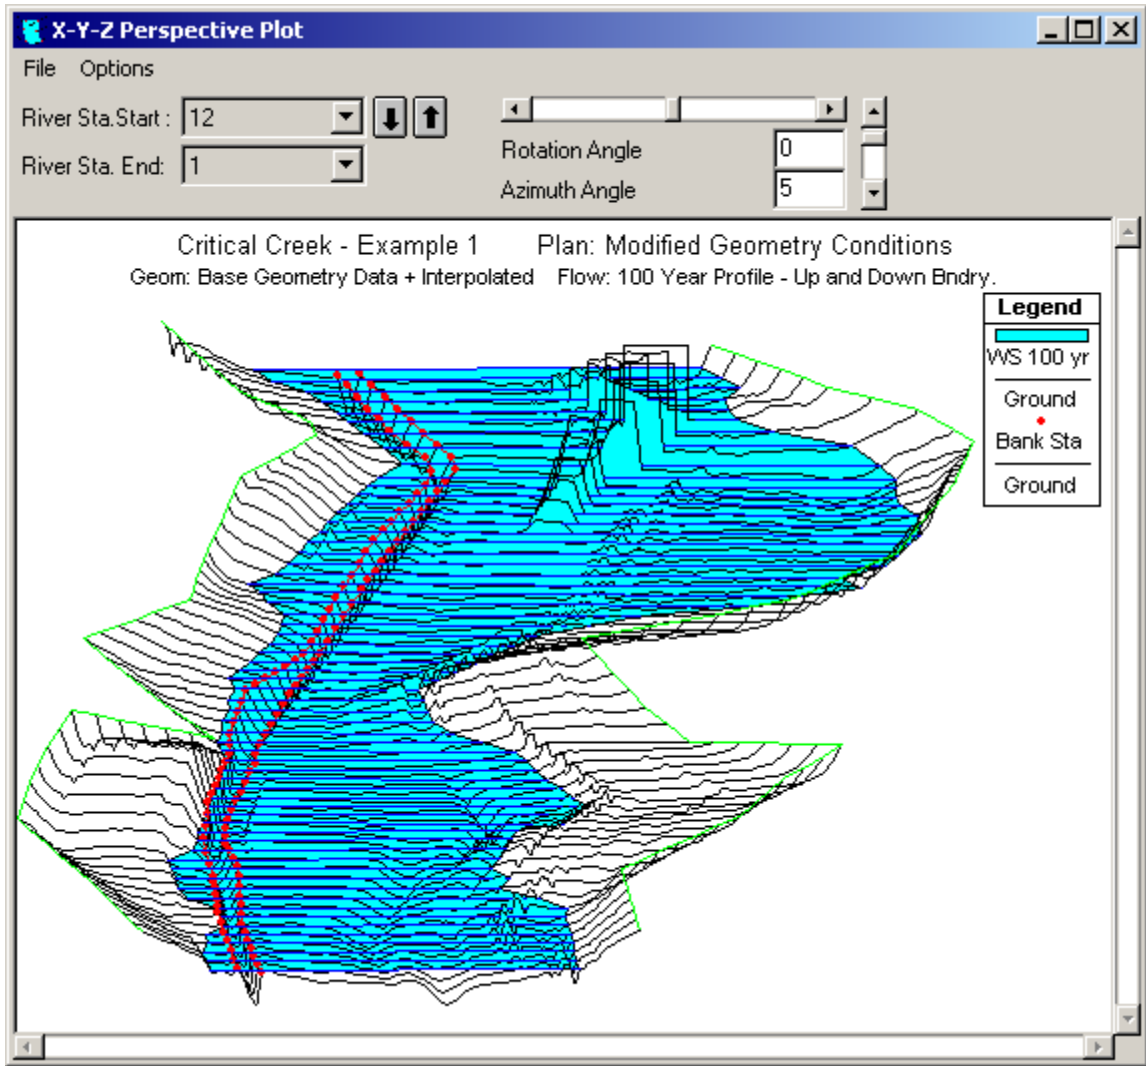 X-Y-Z Perspective Plot
File Options
River Sta.Start : 12
River Sta. End: 1
Rotation Angle 0
Azimuth Angle 5
Critical Creek - Example 1 Plan: Modified Geometry Conditions
Geom: Base Geometry Data + Interpolated Flow: 100 Year Profile - Up and Down Bndry.
Legend
WS 100 yr
Ground
Bank Sta
Ground